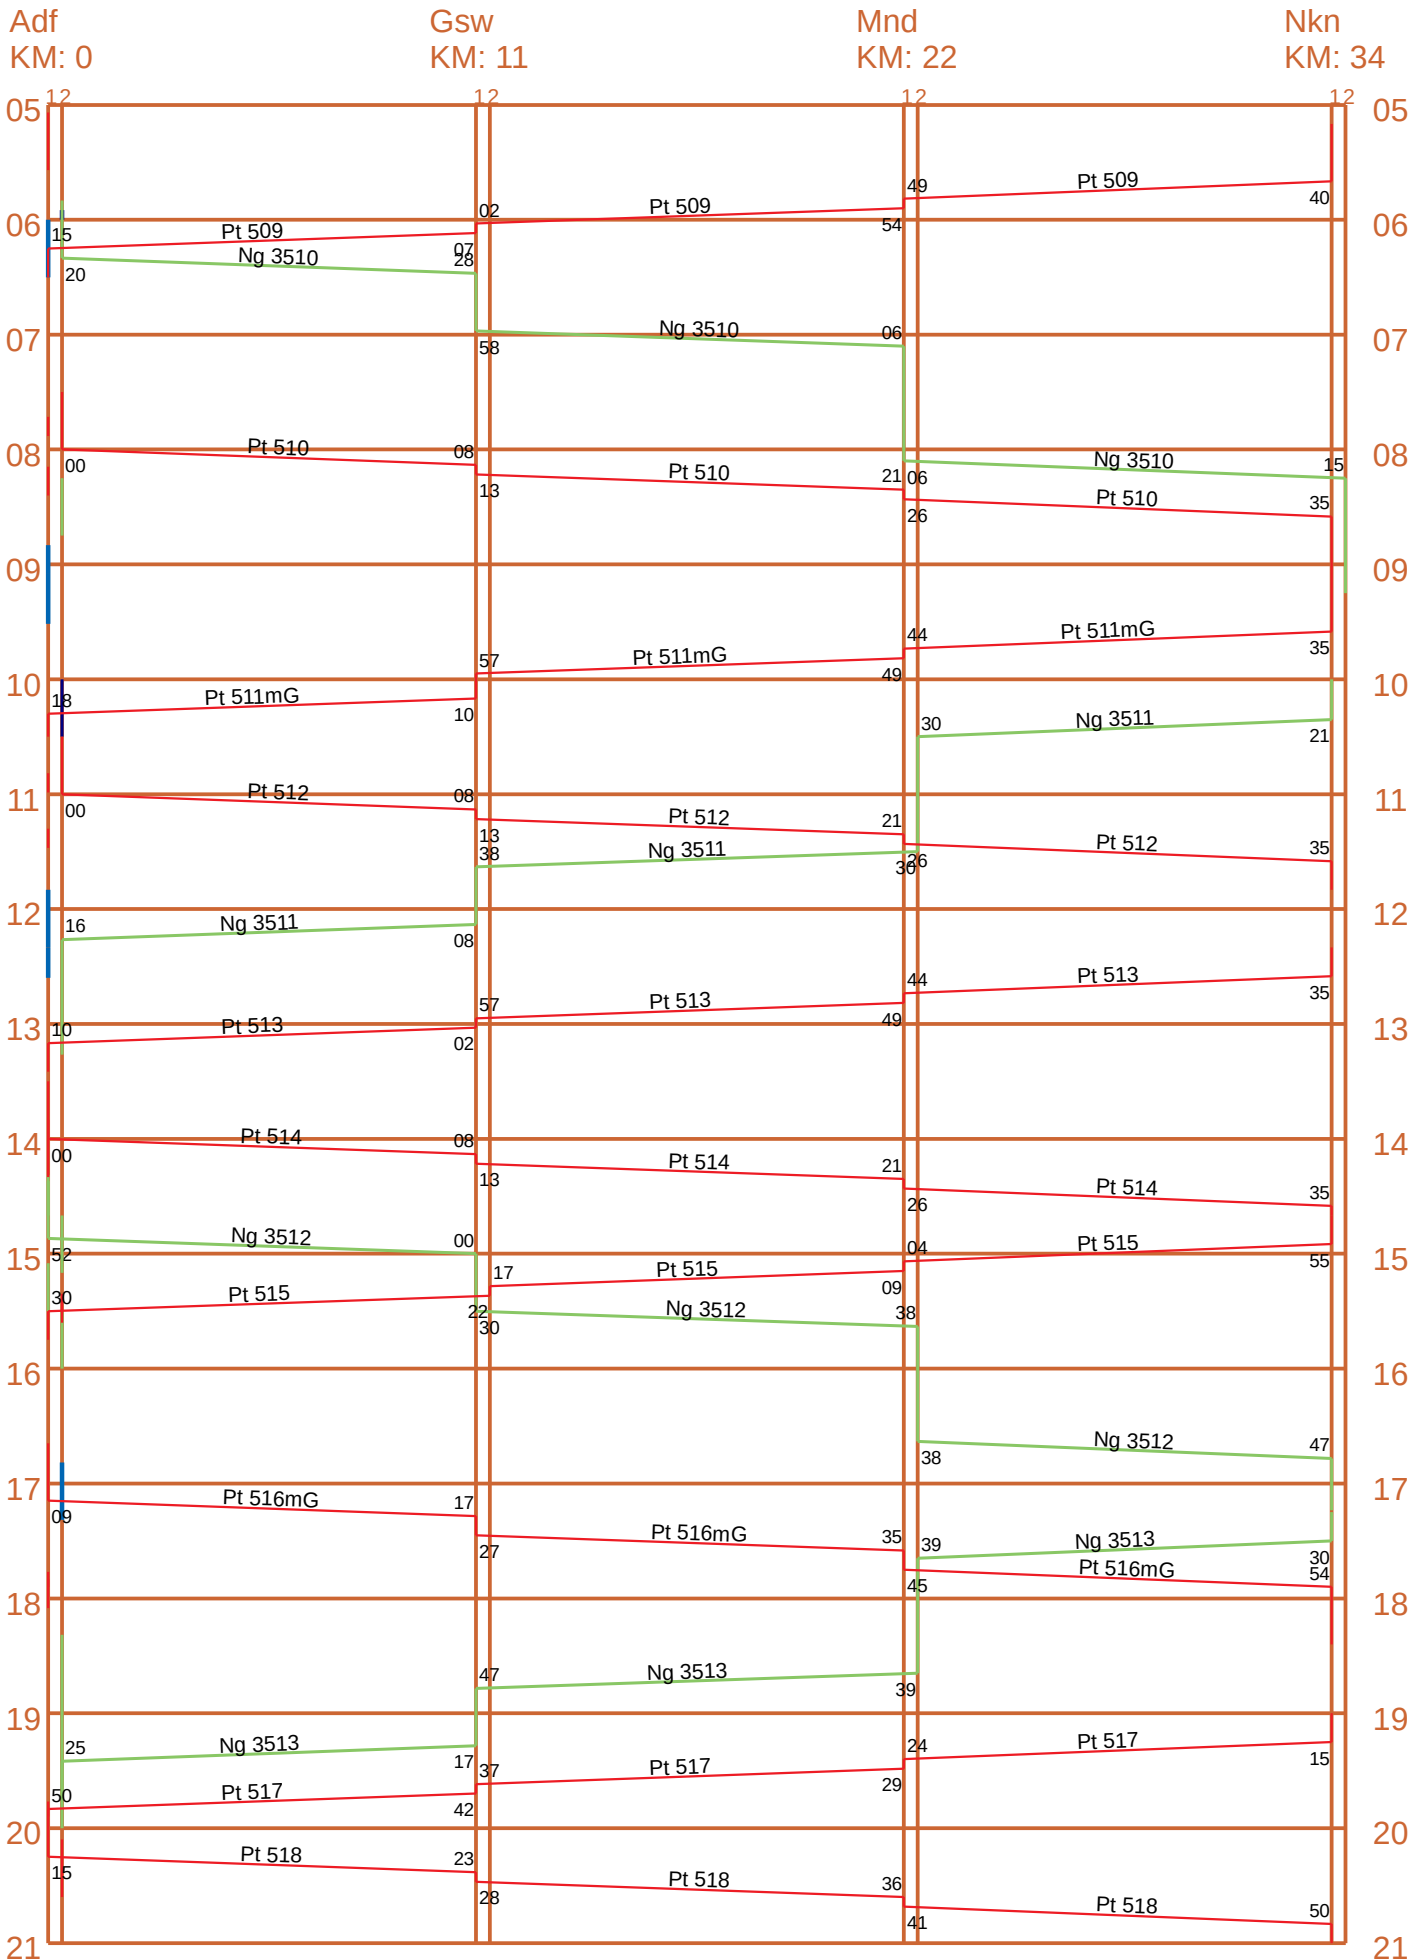 Adf Gsw Mnd Nkn
KM: 0 KM: 11 KM: 22 KM: 34
12 12 12 12
05 05
49 Pt 509
02 Pt 509 40
06 54 06
15 Pt 509 07
Ng 3510 28
20
07 Ng 3510 06 07
58
08 Pt 510 08 08
00 Pt 510 21 06 Ng 3510 15
13 26 Pt 510 35
09 09
44 Pt 511mG
57 Pt 511mG 49 35
10 10
18 Pt 511mG 10
30 Ng 3511 21
11 Pt 512 08 11
00 13 Pt 512 21
38 Ng 3511 30 26 Pt 512 35
12 12
16 Ng 3511 08
44 Pt 513
57 Pt 513 49 35
13 13
10 Pt 513 02
14 Pt 514 08 14
00 13 Pt 514 21
26 Pt 514 35
Ng 3512 00 04 Pt 515
15 52 55 15
17 Pt 515 09
30 Pt 515 22
30 Ng 3512 38
16 16
38 Ng 3512 47
17 17
09 Pt 516mG 17
27 Pt 516mG 35 39 Ng 3513 30
45 Pt 516mG 54
18 18
47 Ng 3513 39
19 19
25 Ng 3513 17 24 Pt 517 15
37 Pt 517 29
50 Pt 517 42
20 20
15 Pt 518 23
28 Pt 518 36
41 Pt 518 50
21 21